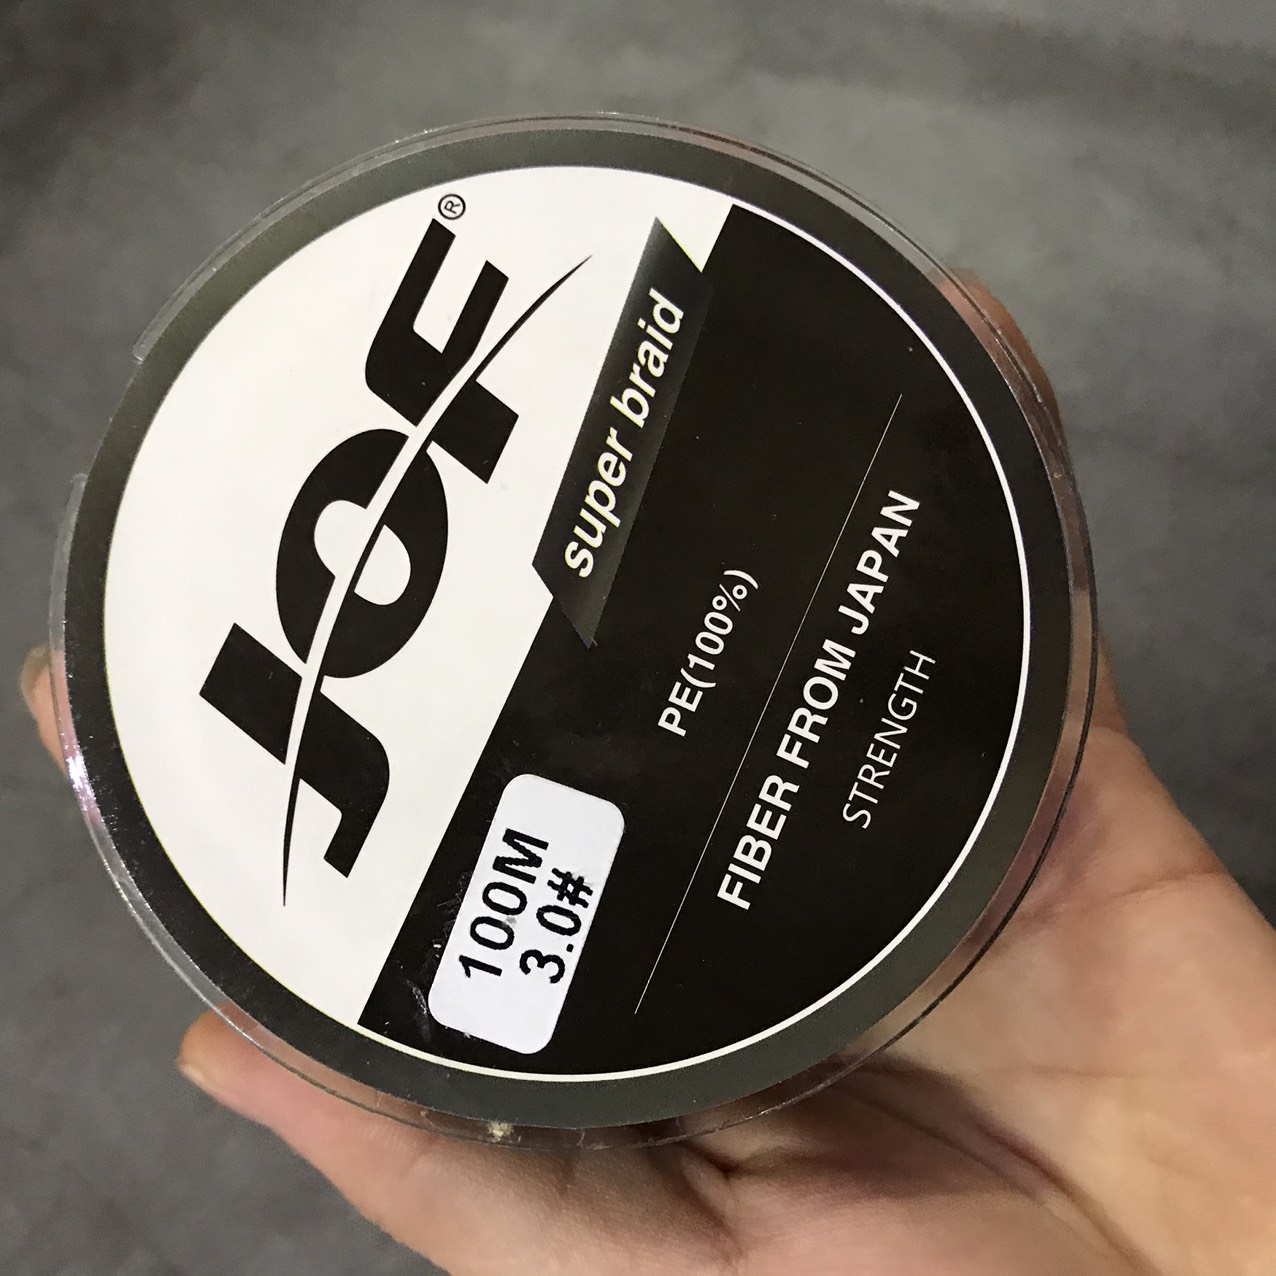 JOF®
super braid
PE(100%)
FIBER FROM JAPAN
STRENGTH
100M
3.0#